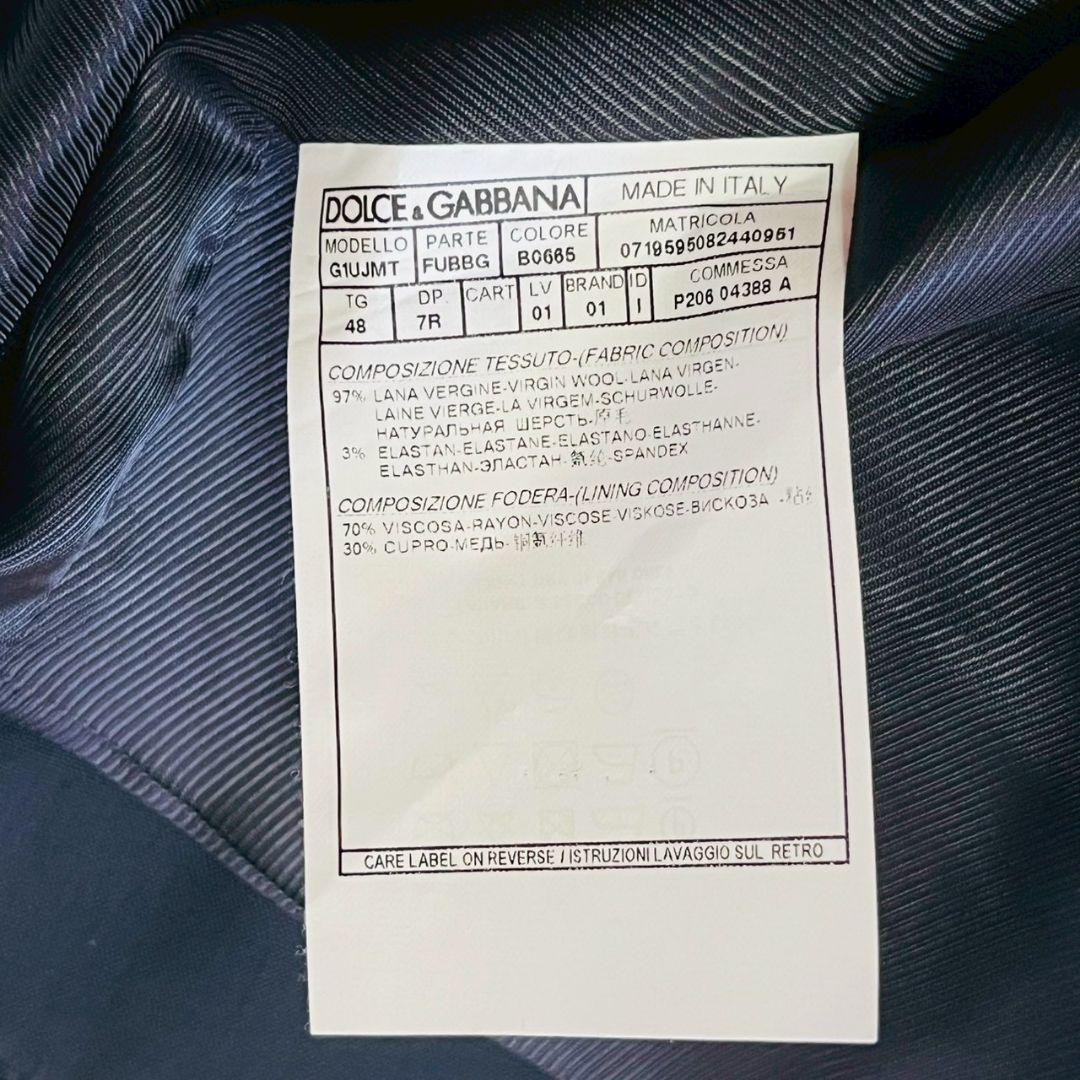 DOLCE & GABBANA MADE IN ITALY
MODELLO PARTE COLORE MATRICOLA
G1UJMT FUBBG B0665 0719595082440951
TG DP CART LV BRAND ID COMMESSA
48 7R 01 01 I P206 04388 A
COMPOSIZIONE TESSUTO-(FABRIC COMPOSITION)
97% LANA VERGINE-VIRGIN WOOL-LANA VIRGEN-
LAINE VIERGE-LA VIRGEM-SCHURWOLLE-
НАТУРАЛЬНАЯ ШЕРСТЬ-原毛
3% ELASTAN-ELASTANE-ELASTANO-ELASTHANNE-
ELASTHAN-ЭЛАСТАН-氨纶-SPANDEX
COMPOSIZIONE FODERA-(LINING COMPOSITION)
70% VISCOSA-RAYON-VISCOSE-VISKOSE-ВИСКОЗА
30% CUPRO-МЕДЬ-铜氨纤维
CARE LABEL ON REVERSE / ISTRUZIONI LAVAGGIO SUL RETRO